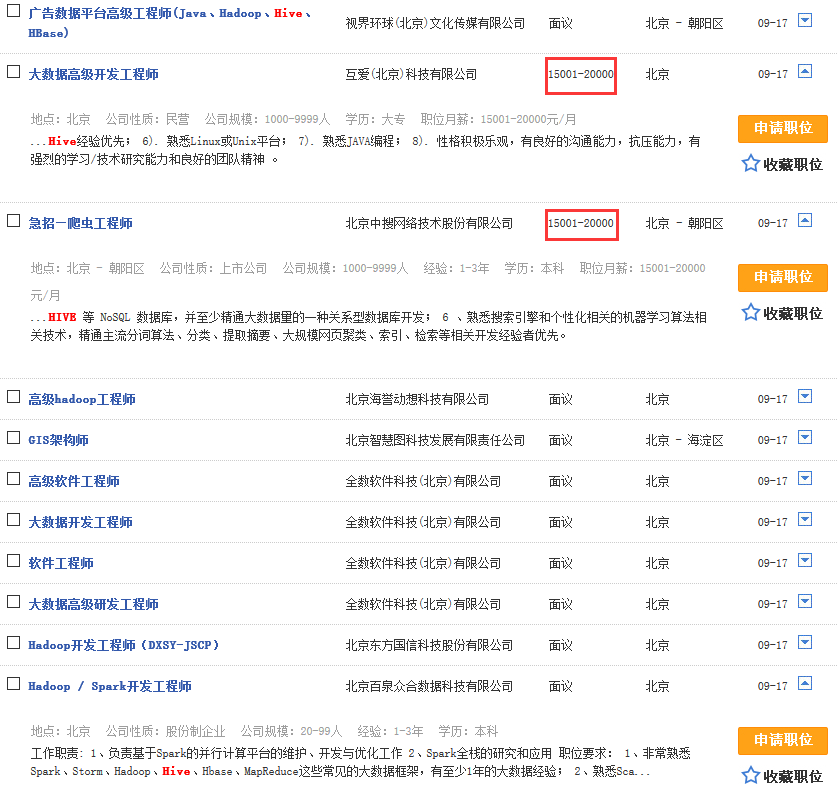 广告数据平台高级工程师(Java、Hadoop、Hive、
HBase)
视界环球(北京)文化传媒有限公司 面议 北京 - 朝阳区 09-17
大数据高级开发工程师 互爱(北京)科技有限公司 15001-20000 北京 09-17
地点: 北京 公司性质: 民营 公司规模: 1000-9999人 学历: 大专 职位月薪: 15001-20000元/月
申请职位
...Hive经验优先; 6). 熟悉Linux或Unix平台; 7). 熟悉JAVA编程; 8). 性格积极乐观,有良好的沟通能力,抗压能力,有
强烈的学习/技术研究能力和良好的团队精神 。
收藏职位
急招—爬虫工程师 北京中搜网络技术股份有限公司 15001-20000 北京 - 朝阳区 09-17
地点: 北京 - 朝阳区 公司性质: 上市公司 公司规模: 1000-9999人 经验: 1-3年 学历: 本科 职位月薪: 15001-20000
元/月
申请职位
...HIVE 等 NoSQL 数据库,并至少精通大数据量的一种关系型数据库开发; 6 、熟悉搜索引擎和个性化相关的机器学习算法相
关技术,精通主流分词算法、分类、提取摘要、大规模网页聚类、索引、检索等相关开发经验者优先。
收藏职位
高级hadoop工程师 北京海誉动想科技有限公司 面议 北京 09-17
GIS架构师 北京智慧图科技发展有限责任公司 面议 北京 - 海淀区 09-17
高级软件工程师 全数软件科技(北京)有限公司 面议 北京 09-17
大数据开发工程师 全数软件科技(北京)有限公司 面议 北京 09-17
软件工程师 全数软件科技(北京)有限公司 面议 北京 09-17
大数据高级研发工程师 全数软件科技(北京)有限公司 面议 北京 09-17
Hadoop开发工程师(DXSY-JSCP) 北京东方国信科技股份有限公司 面议 北京 09-17
Hadoop / Spark开发工程师 北京百泉众合数据科技有限公司 面议 北京 09-17
地点: 北京 公司性质: 股份制企业 公司规模: 20-99人 经验: 1-3年 学历: 本科
申请职位
工作职责: 1、负责基于Spark的并行计算平台的维护、开发与优化工作 2、Spark全栈的研究和应用 职位要求: 1、非常熟悉
Spark、Storm、Hadoop、Hive、Hbase、MapReduce这些常见的大数据框架,有至少1年的大数据经验; 2、熟悉Sca...
收藏职位